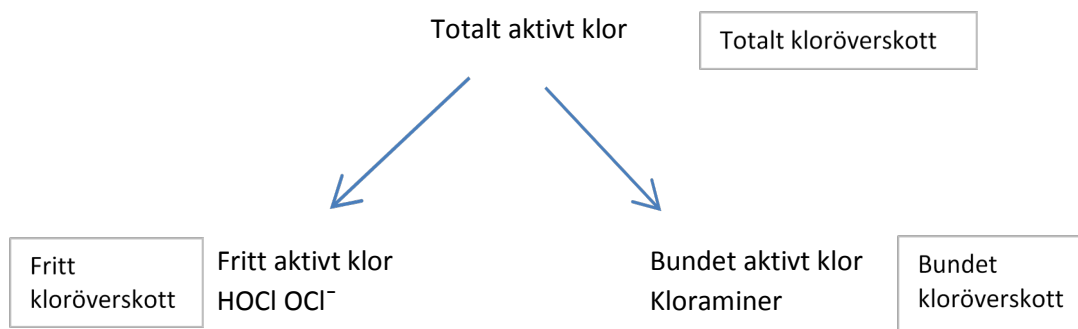 Totalt aktivt klor
Totalt kloröverskott
Fritt
kloröverskott
Fritt aktivt klor
HOCl OCl⁻
Bundet aktivt klor
Kloraminer
Bundet
kloröverskott